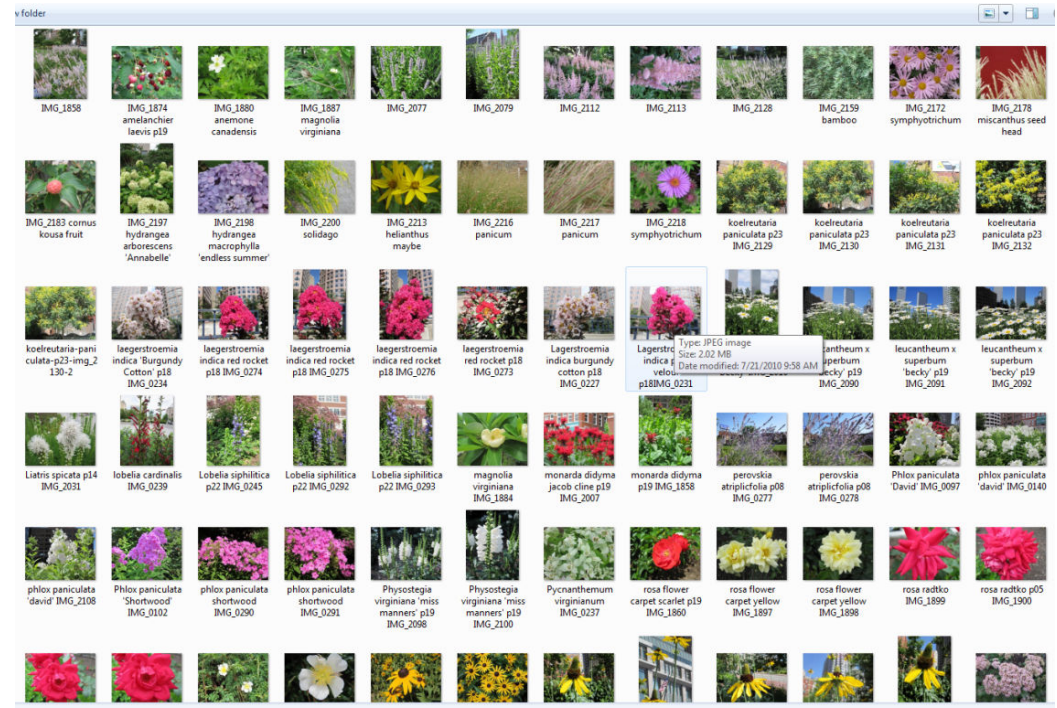 w folder
IMG_1858
IMG_1874
amelanchier
laevis p19
IMG_1880
anemone
canadensis
IMG_1887
magnolia
virginiana
IMG_2077
IMG_2079
IMG_2112
IMG_2113
IMG_2128
IMG_2159
bamboo
IMG_2172
symphyotrichum
IMG_2178
miscanthus seed
head
IMG_2183 cornus
kousa fruit
IMG_2197
hydrangea
arborescens
'Annabelle'
IMG_2198
hydrangea
macrophylla
'endless summer'
IMG_2200
solidago
IMG_2213
helianthus
maybe
IMG_2216
panicum
IMG_2217
panicum
IMG_2218
symphyotrichum
koelreutaria
paniculata p23
IMG_2129
koelreutaria
paniculata p23
IMG_2130
koelreutaria
paniculata p23
IMG_2131
koelreutaria
paniculata p23
IMG_2132
koelreutaria-pani
culata-p23-img_2
130-2
laegerstroemia
indica 'Burgundy
Cotton' p18
IMG_0234
laegerstroemia
indica red rocket
p18 IMG_0274
laegerstroemia
indica red rocket
p18 IMG_0275
laegerstroemia
indica red rocket
p18 IMG_0276
laegerstroemia
red rocket p18
IMG_0273
Lagerstroemia
indica burgundy
cotton p18
IMG_0227
Lagerst
indica p
velou
p18IMG_0231
Type: JPEG image
Size: 2.02 MB
Date modified: 7/21/2010 9:58 AM
canthemum x
superbum
'becky' p19
IMG_2090
leucantheum x
superbum
'becky' p19
IMG_2091
leucantheum x
superbum
'becky' p19
IMG_2092
Liatris spicata p14
IMG_2031
lobelia cardinalis
IMG_0239
Lobelia siphilitica
p22 IMG_0245
Lobelia siphilitica
p22 IMG_0292
Lobelia siphilitica
p22 IMG_0293
magnolia
virginiana
IMG_1884
monarda didyma
jacob cline p19
IMG_2007
monarda didyma
p19 IMG_1858
perovskia
atriplicfolia p08
IMG_0277
perovskia
atriplicfolia p08
IMG_0278
Phlox paniculata
'David' IMG_0097
phlox paniculata
'david' IMG_0140
phlox paniculata
'david' IMG_2108
Phlox paniculata
'Shortwood'
IMG_0102
phlox paniculata
shortwood
IMG_0290
phlox paniculata
shortwood
IMG_0291
Physostegia
virginiana 'miss
manners' p19
IMG_2098
Physostegia
virginiana 'miss
manners' p19
IMG_2100
Pycnanthemum
virginianum
IMG_0237
rosa flower
carpet scarlet p19
IMG_1860
rosa flower
carpet yellow
IMG_1897
rosa flower
carpet yellow
IMG_1898
rosa radtko
IMG_1899
rosa radtko p05
IMG_1900